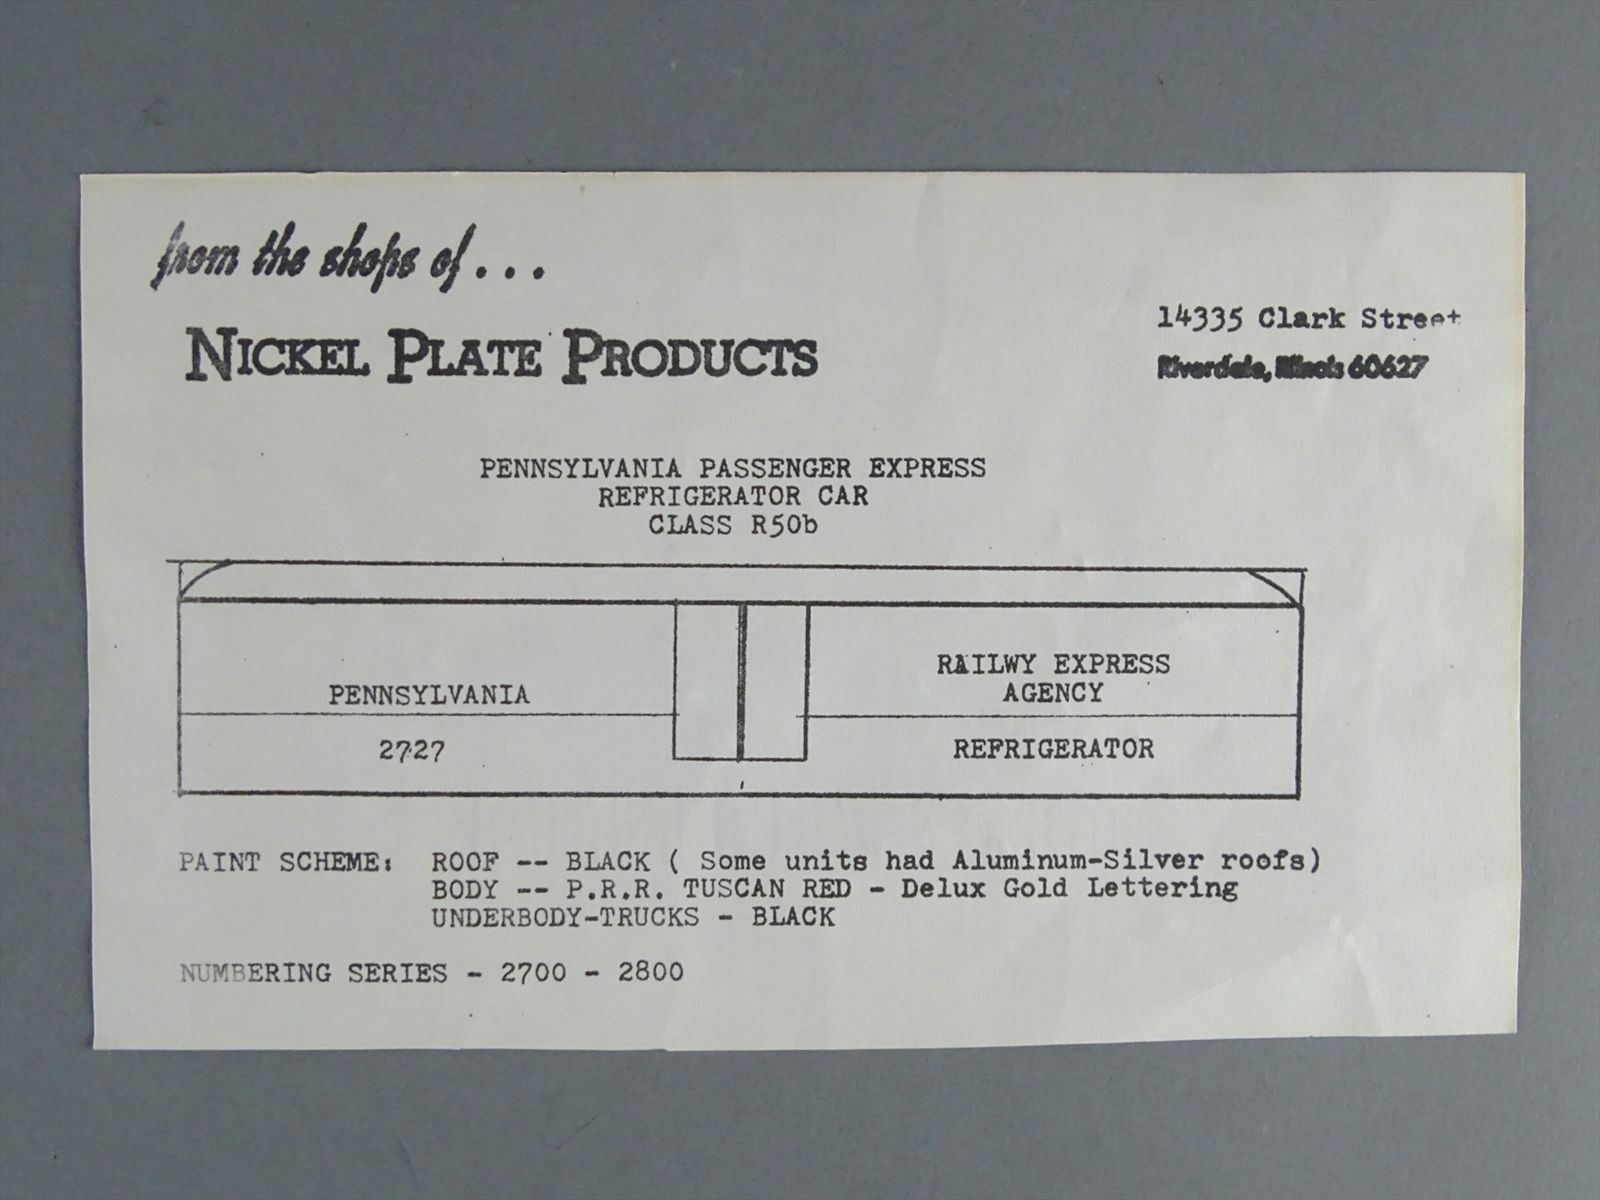 from the shops of...
NICKEL PLATE PRODUCTS
14335 Clark Street
Riverdale, Illinois 60627
PENNSYLVANIA PASSENGER EXPRESS
REFRIGERATOR CAR
CLASS R50b
PENNSYLVANIA
2727
RAILWY EXPRESS
AGENCY
REFRIGERATOR
PAINT SCHEME: ROOF -- BLACK ( Some units had Aluminum-Silver roofs)
BODY -- P.R.R. TUSCAN RED - Delux Gold Lettering
UNDERBODY-TRUCKS - BLACK
NUMBERING SERIES - 2700 - 2800